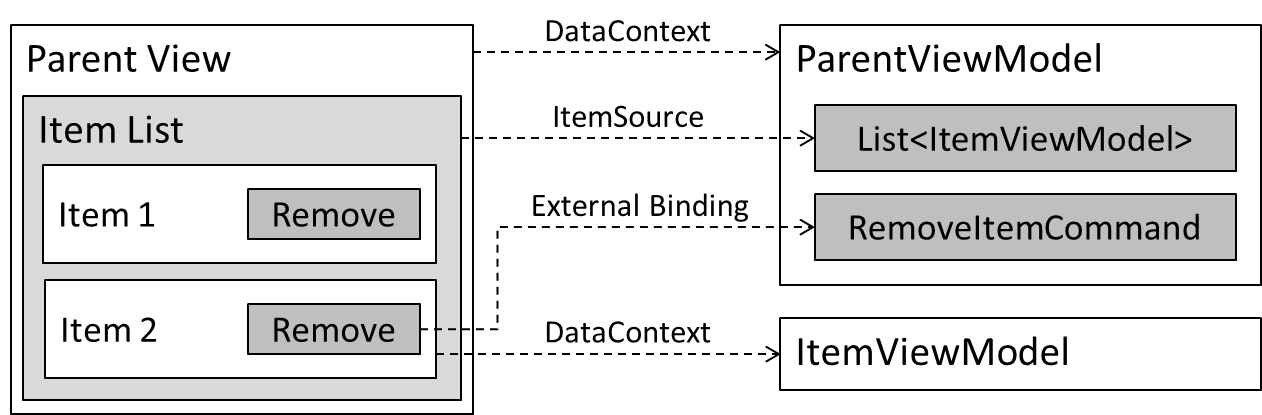 Parent View
Item List
Item 1
Remove
Item 2
Remove
DataContext
ItemSource
External Binding
DataContext
ParentViewModel
List<ItemViewModel>
RemoveItemCommand
ItemViewModel